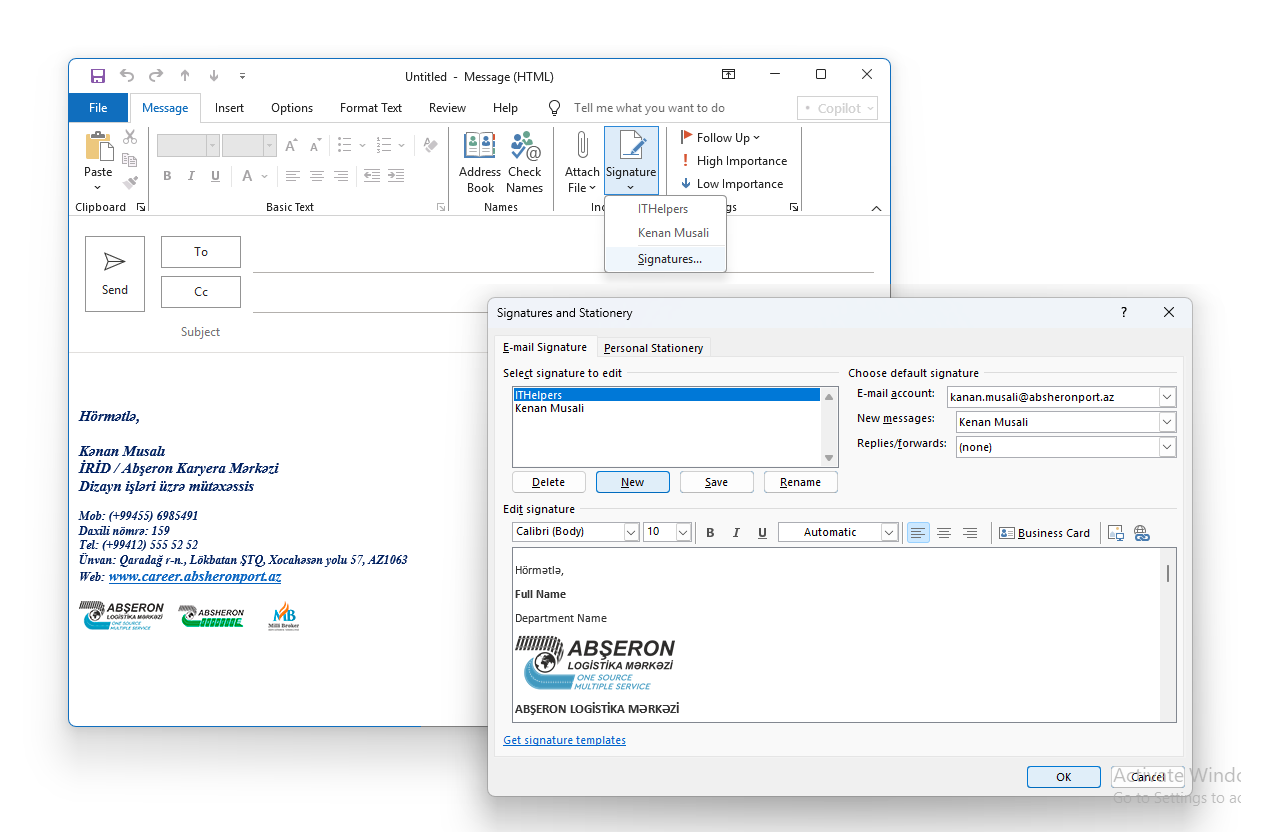 Untitled - Message (HTML)
File Message Insert Options Format Text Review Help Tell me what you want to do Copilot
Paste
Clipboard
B I U A
Basic Text
Address Book
Check Names
Names
Attach File
Signature
Follow Up
High Importance
Low Importance
ITHelpers
Kenan Musali
Signatures...
Send
To
Cc
Subject
Hörmətlə,
Kənan Musalı
İRİD / Abşeron Karyera Mərkəzi
Dizayn işləri üzrə mütəxəssis
Mob: (+99455) 6985491
Daxili nömrə: 159
Tel: (+99412) 555 52 52
Ünvan: Qaradağ r-n., Lökbatan ŞTQ, Xocahəsən yolu 57, AZ1063
Web: www.career.absheronport.az
ABŞERON
LOGİSTİKA MƏRKƏZİ
ONE SOURCE
MULTIPLE SERVICE
ABSHERON
MB
Milli Broker
Signatures and Stationery ?
E-mail Signature Personal Stationery
Select signature to edit
ITHelpers
Kenan Musali
Delete New Save Rename
Choose default signature
E-mail account: kanan.musali@absheronport.az
New messages: Kenan Musali
Replies/forwards: (none)
Edit signature
Calibri (Body) 10 B I U Automatic Business Card
Hörmətlə,
Full Name
Department Name
ABŞERON
LOGİSTİKA MƏRKƏZİ
ONE SOURCE
MULTIPLE SERVICE
ABŞERON LOGİSTİKA MƏRKƏZİ
Get signature templates
OK Cancel
Activate Windo
Go to Settings to ac